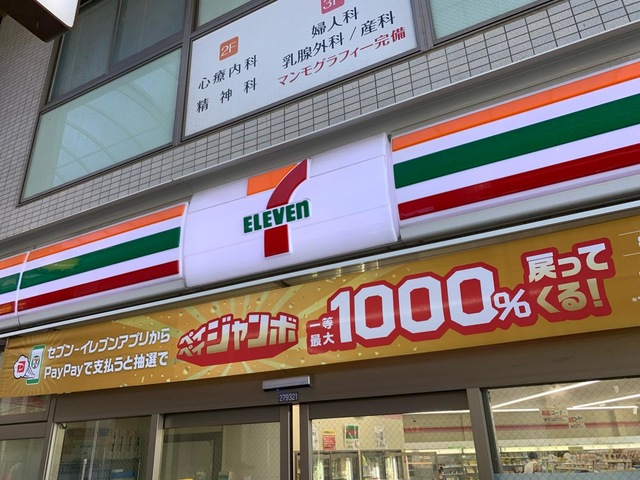 2F
心療内科
精神科
3F
婦人科
乳腺外科/産科
マンモグラフィー完備
7
ELEVEn
セブン-イレブンアプリから
PayPayで支払うと抽選で
ペイペイジャンボ
一等
最大
1000%
戻って
くる!
279321